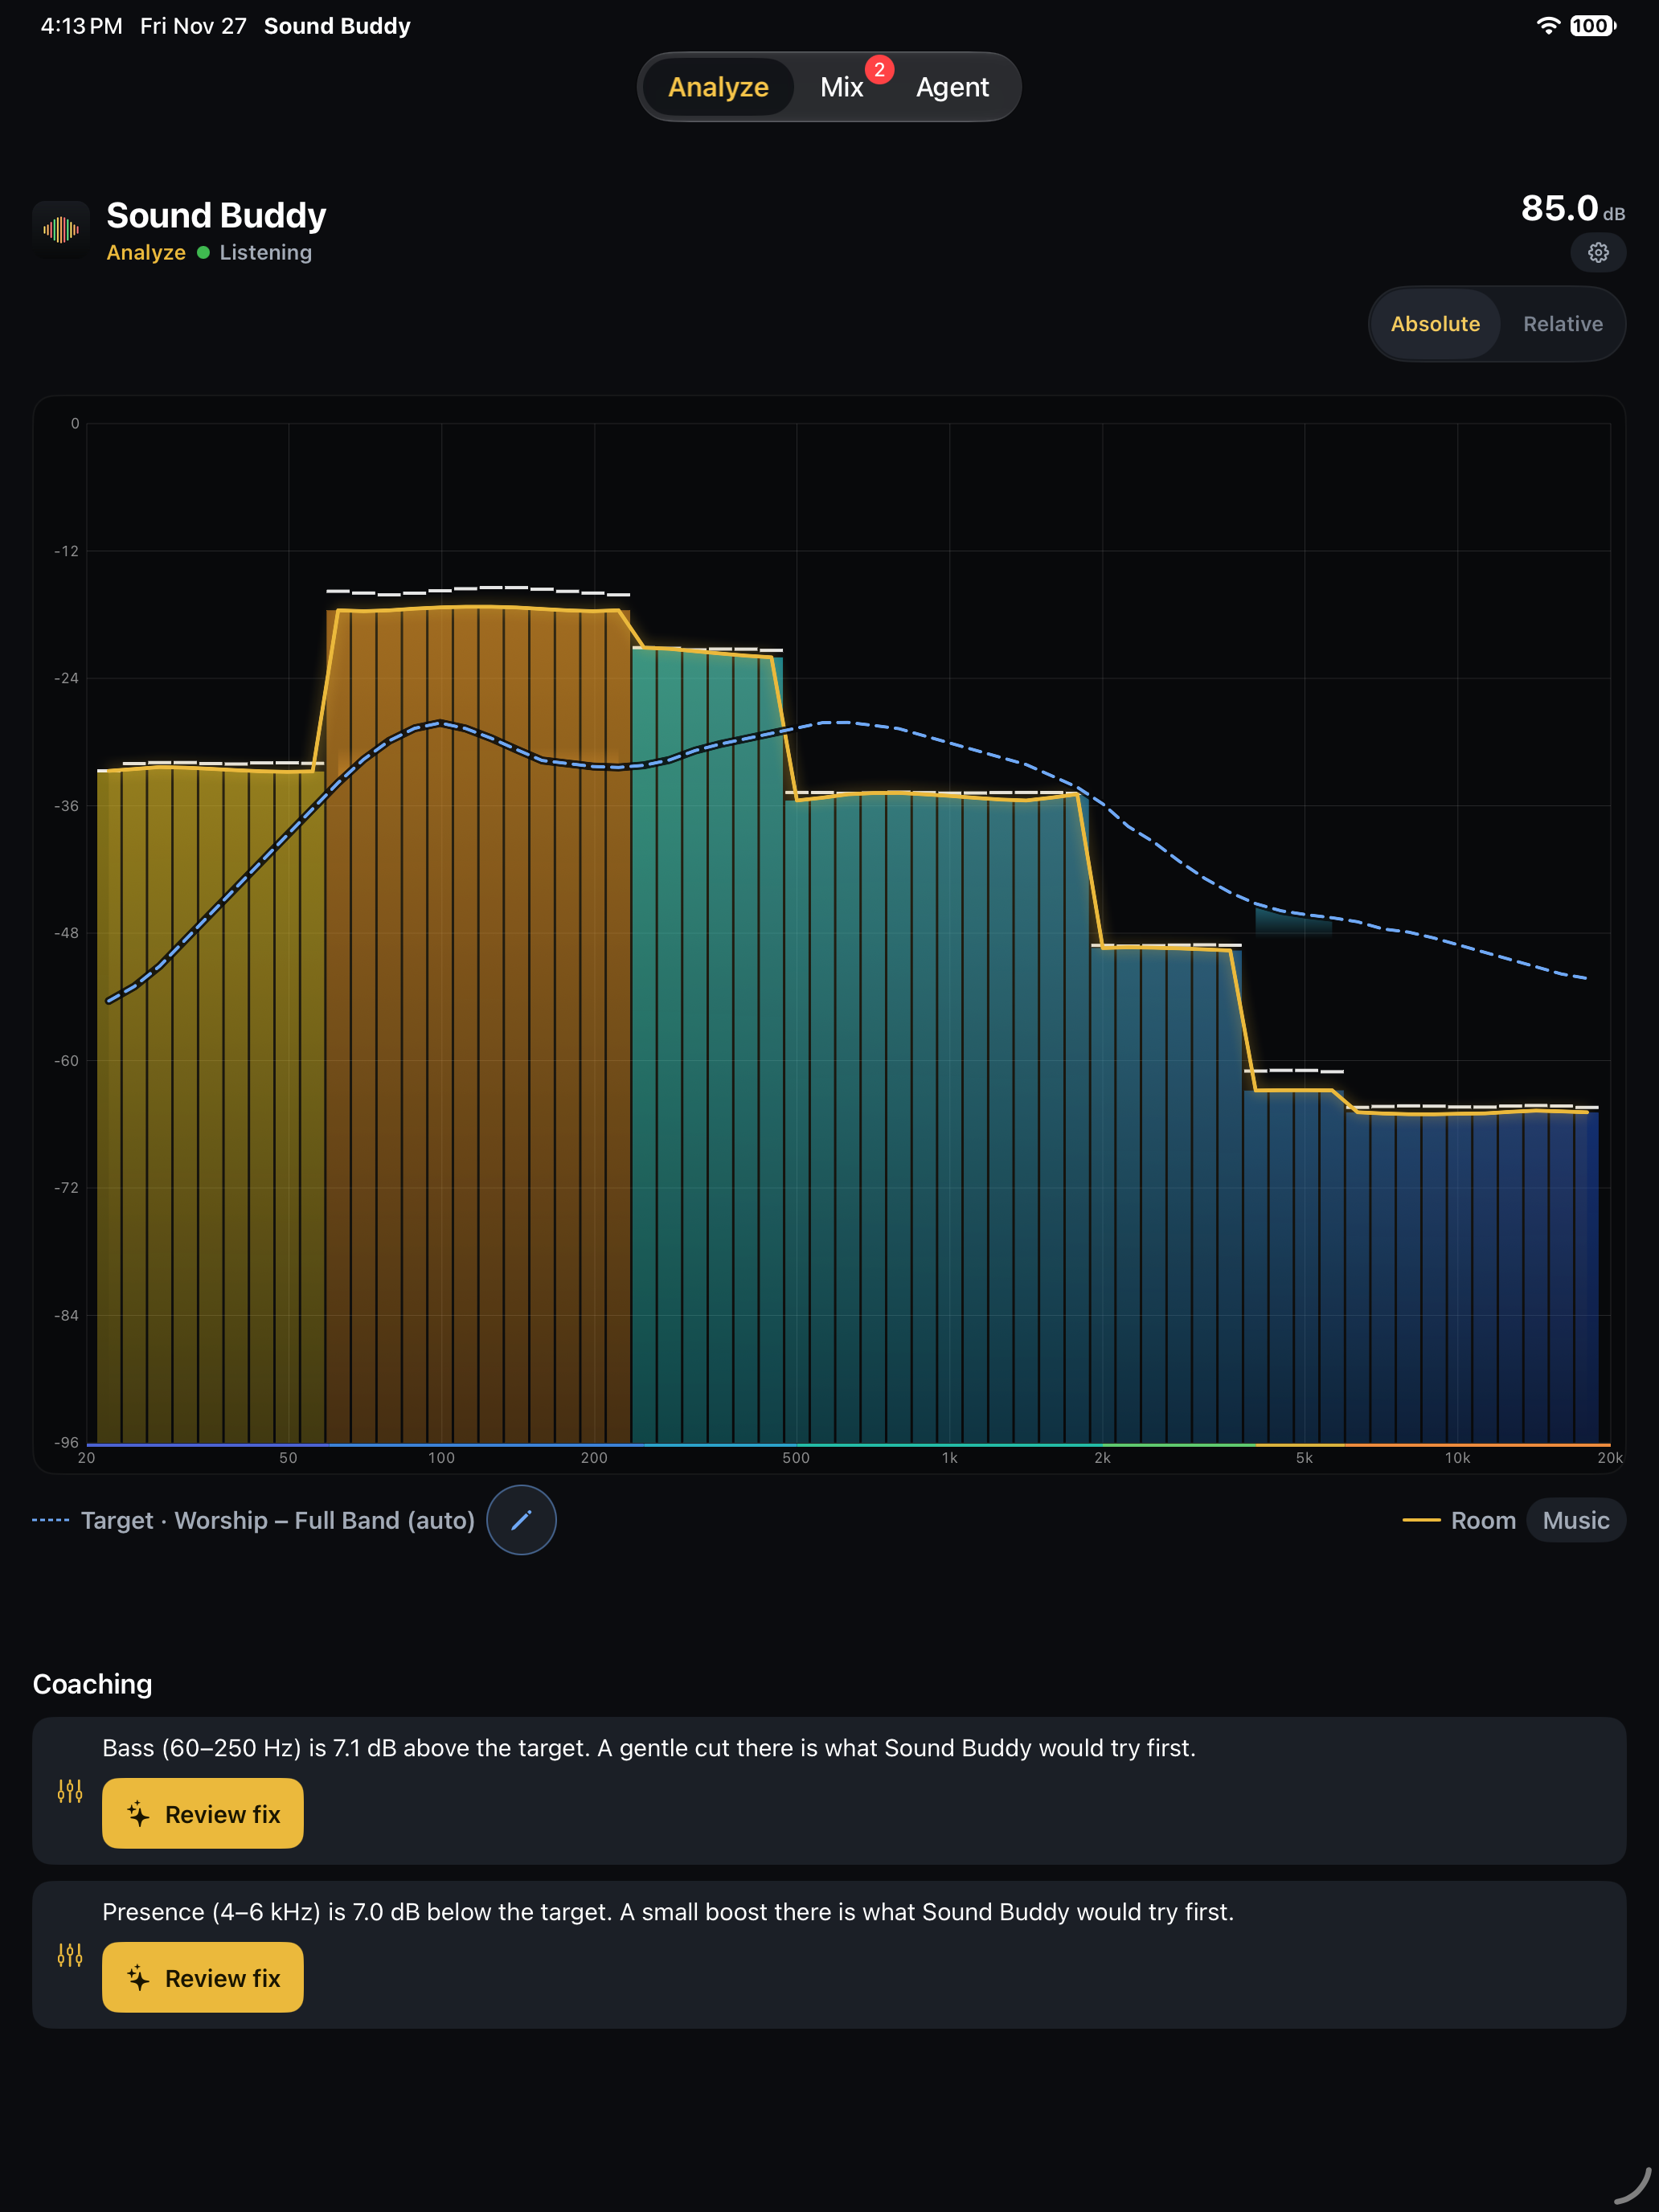 4:13 PM Fri Nov 27 Sound Buddy
100
Analyze Mix 2 Agent
Sound Buddy
Analyze Listening
85.0 dB
Absolute Relative
0
-12
-24
-36
-48
-60
-72
-84
-96
20 50 100 200 500 1k 2k 5k 10k 20k
Target · Worship – Full Band (auto)
Room Music
Coaching
Bass (60–250 Hz) is 7.1 dB above the target. A gentle cut there is what Sound Buddy would try first.
Review fix
Presence (4–6 kHz) is 7.0 dB below the target. A small boost there is what Sound Buddy would try first.
Review fix